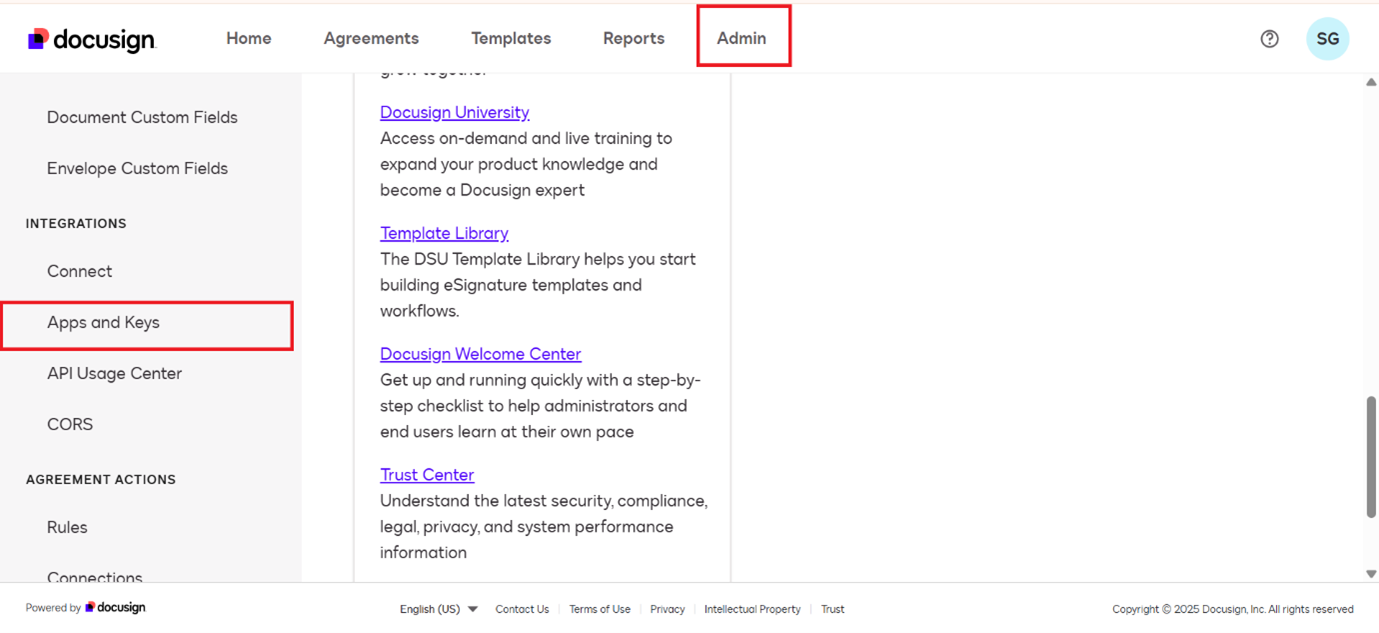 docusign
Home
Agreements
Templates
Reports
Admin
SG
Document Custom Fields
Envelope Custom Fields
INTEGRATIONS
Connect
Apps and Keys
API Usage Center
CORS
AGREEMENT ACTIONS
Rules
Connections
grow together
Docusign University
Access on-demand and live training to
expand your product knowledge and
become a Docusign expert
Template Library
The DSU Template Library helps you start
building eSignature templates and
workflows.
Docusign Welcome Center
Get up and running quickly with a step-by-
step checklist to help administrators and
end users learn at their own pace
Trust Center
Understand the latest security, compliance,
legal, privacy, and system performance
information
Powered by docusign
English (US)
Contact Us
Terms of Use
Privacy
Intellectual Property
Trust
Copyright © 2025 Docusign, Inc. All rights reserved